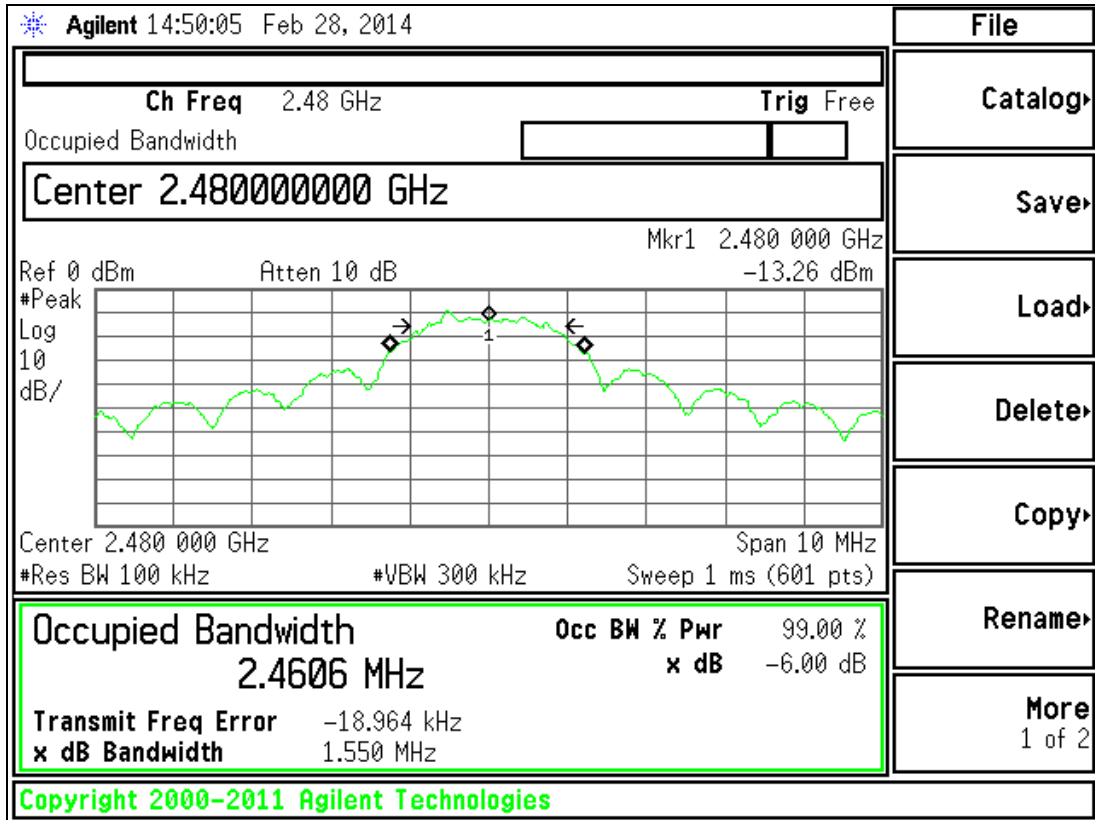 Agilent 14:50:05 Feb 28, 2014
File
Ch Freq 2.48 GHz Trig Free
Occupied Bandwidth
Center 2.480000000 GHz
Mkr1 2.480 000 GHz
Ref 0 dBm Atten 10 dB -13.26 dBm
#Peak
Log
10
dB/
1
Center 2.480 000 GHz Span 10 MHz
#Res BW 100 kHz #VBW 300 kHz Sweep 1 ms (601 pts)
Occupied Bandwidth Occ BW % Pwr 99.00 %
2.4606 MHz x dB -6.00 dB
Transmit Freq Error -18.964 kHz
x dB Bandwidth 1.550 MHz
Copyright 2000-2011 Agilent Technologies
Catalog
Save
Load
Delete
Copy
Rename
More
1 of 2